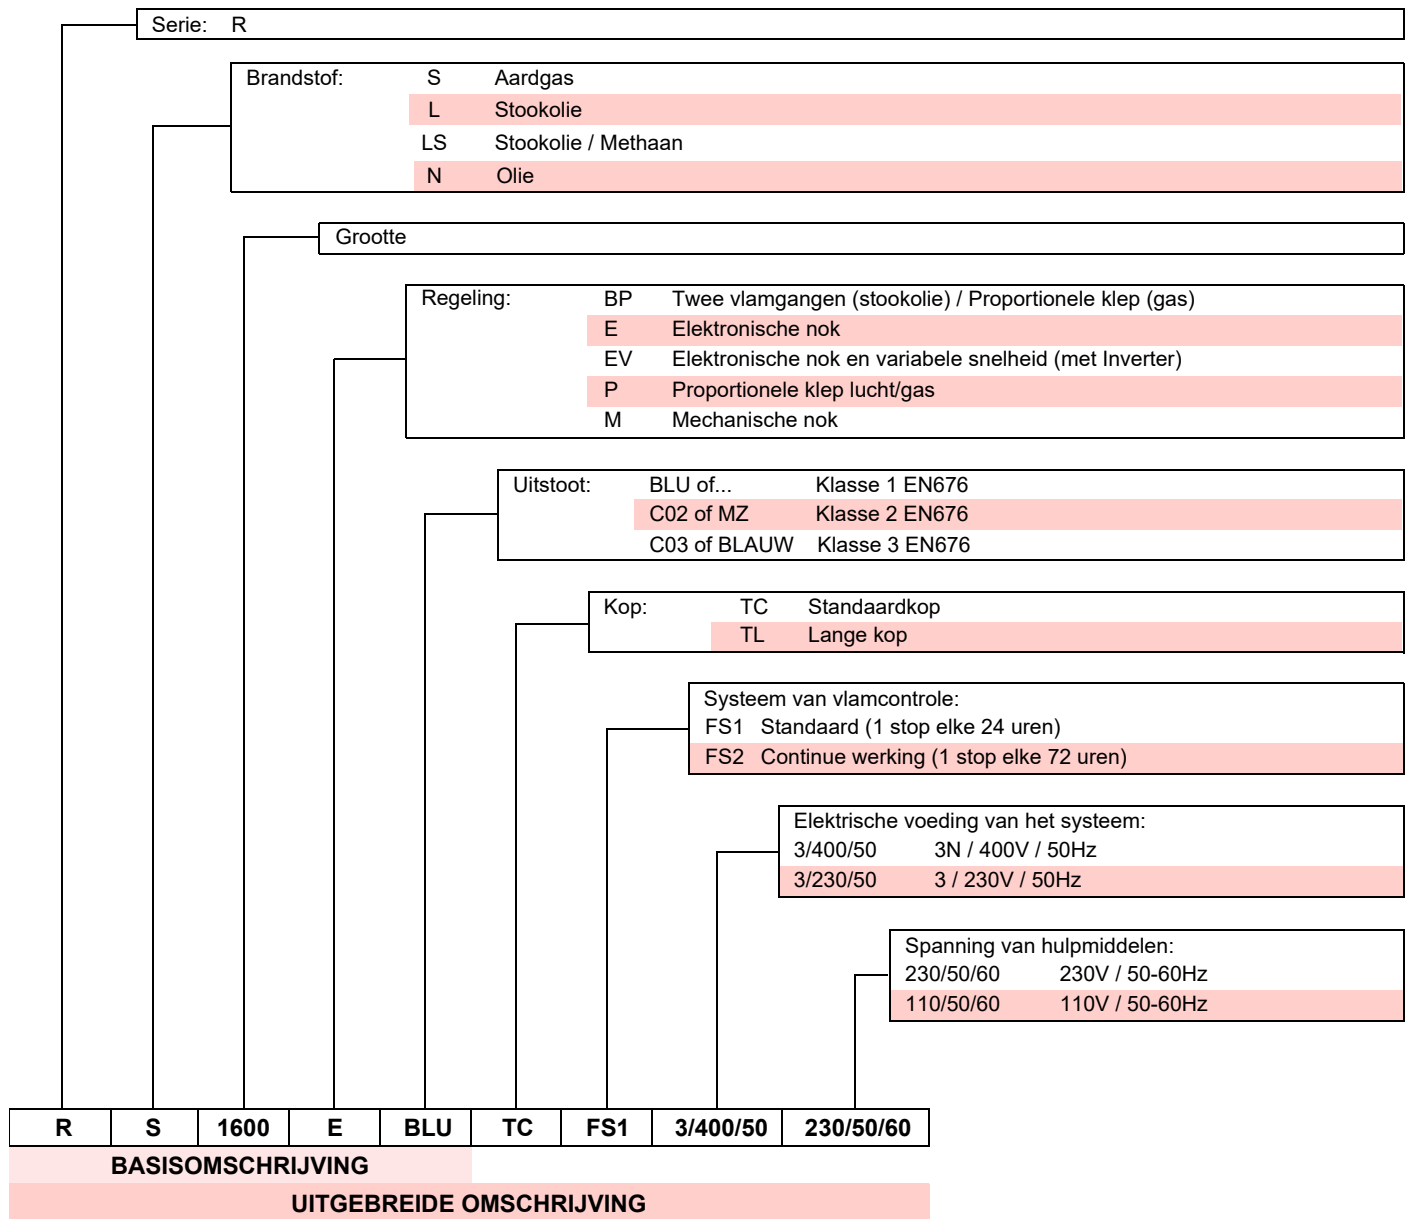 Serie: R
Brandstof: S Aardgas
L Stookolie
LS Stookolie / Methaan
N Olie
Grootte
Regeling: BP Twee vlamgangen (stookolie) / Proportionele klep (gas)
E Elektronische nok
EV Elektronische nok en variabele snelheid (met Inverter)
P Proportionele klep lucht/gas
M Mechanische nok
Uitstoot: BLU of... Klasse 1 EN676
C02 of MZ Klasse 2 EN676
C03 of BLAUW Klasse 3 EN676
Kop: TC Standaardkop
TL Lange kop
Systeem van vlamcontrole:
FS1 Standaard (1 stop elke 24 uren)
FS2 Continue werking (1 stop elke 72 uren)
Elektrische voeding van het systeem:
3/400/50 3N / 400V / 50Hz
3/230/50 3 / 230V / 50Hz
Spanning van hulpmiddelen:
230/50/60 230V / 50-60Hz
110/50/60 110V / 50-60Hz
R S 1600 E BLU TC FS1 3/400/50 230/50/60
BASISOMSCHRIJVING
UITGEBREIDE OMSCHRIJVING